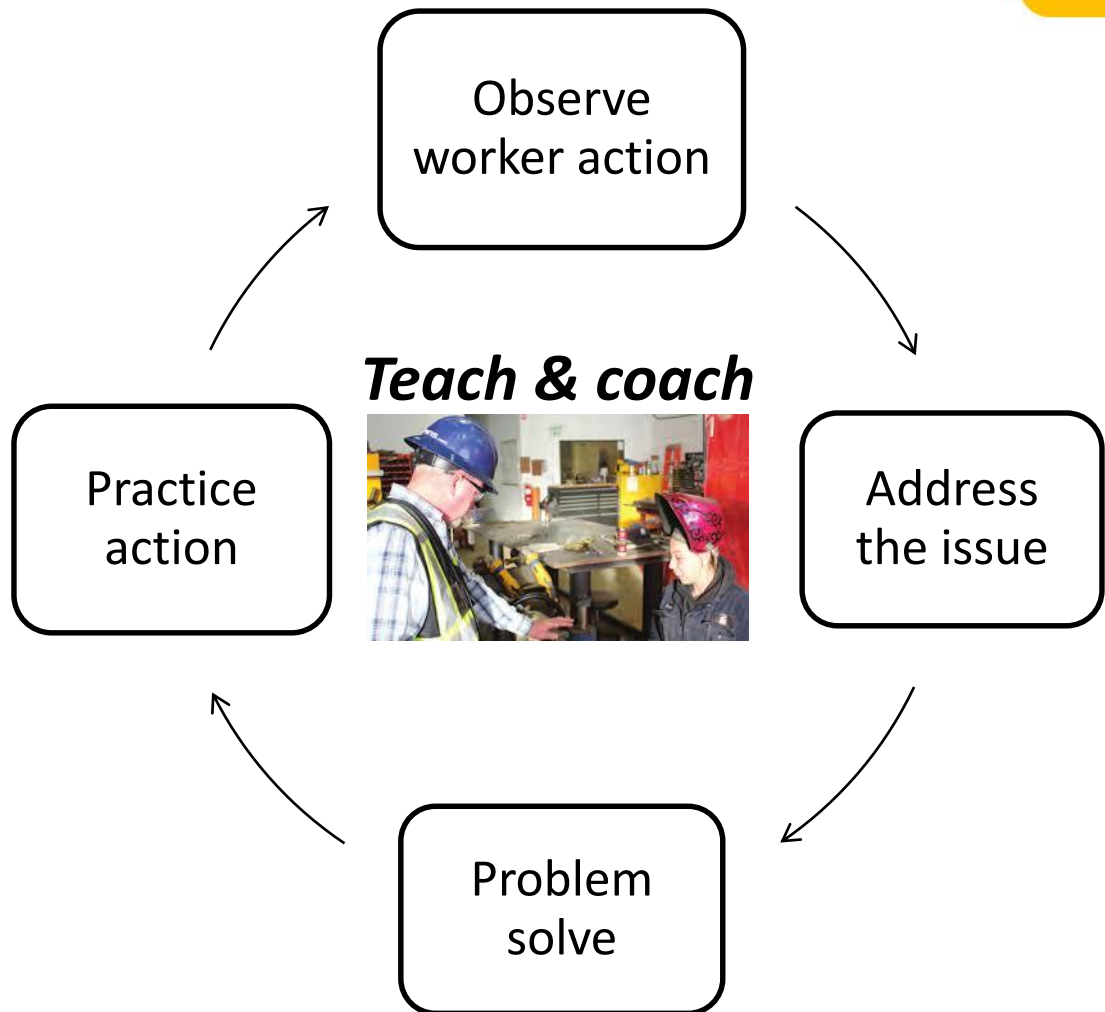 Observe
worker action
Teach & coach
Practice
action
Address
the issue
Problem
solve